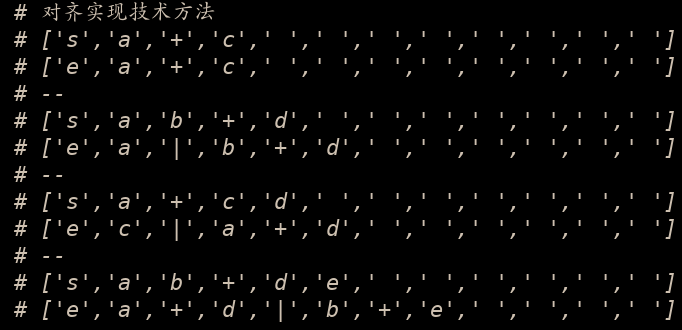 # 对齐实现技术方法
# ['s','a','+','c',' ',' ',' ',' ',' ',' ',' ',' ']
# ['e','a','+','c',' ',' ',' ',' ',' ',' ',' ',' ']
# --
# ['s','a','b','+','d',' ',' ',' ',' ',' ',' ',' ']
# ['e','a','|','b','+','d',' ',' ',' ',' ',' ',' ']
# --
# ['s','a','+','c','d',' ',' ',' ',' ',' ',' ',' ']
# ['e','c','|','a','+','d',' ',' ',' ',' ',' ',' ']
# --
# ['s','a','b','+','d','e',' ',' ',' ',' ',' ',' ']
# ['e','a','+','d','|','b','+','e',' ',' ',' ',' ']